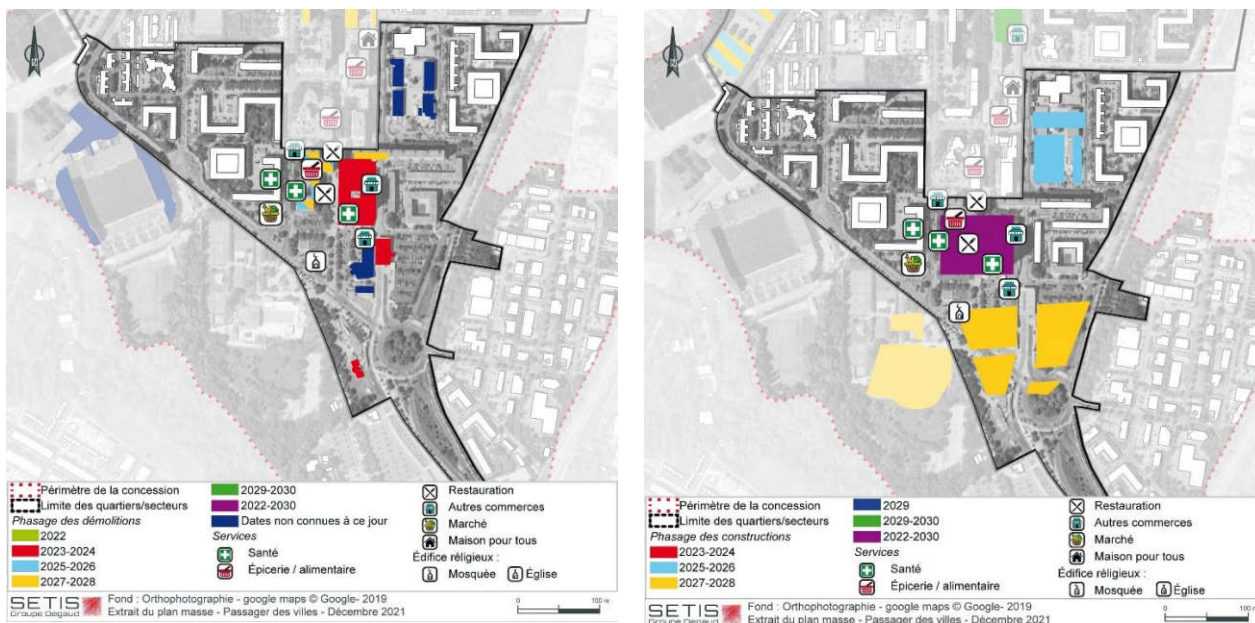 Périmètre de la concession
Limite des quartiers/secteurs
Phasage des démolitions
2022
2023-2024
2025-2026
2027-2028
2029-2030
2022-2030
Dates non connues à ce jour
Services
Santé
Épicerie / alimentaire
Restauration
Autres commerces
Marché
Maison pour tous
Édifice réligieux :
Mosquée
Église
SETIS
Groupe Degaud
Fond : Orthophotographie - google maps © Google- 2019
Extrait du plan masse - Passager des villes - Décembre 2021
0 100 m
Périmètre de la concession
Limite des quartiers/secteurs
Phasage des constructions
2023-2024
2025-2026
2027-2028
2029
2029-2030
2022-2030
Services
Santé
Épicerie / alimentaire
Restauration
Autres commerces
Marché
Maison pour tous
Édifice réligieux :
Mosquée
Église
SETIS
Groupe Degaud
Fond : Orthophotographie - google maps © Google- 2019
Extrait du plan masse - Passager des villes - Décembre 2021
0 100